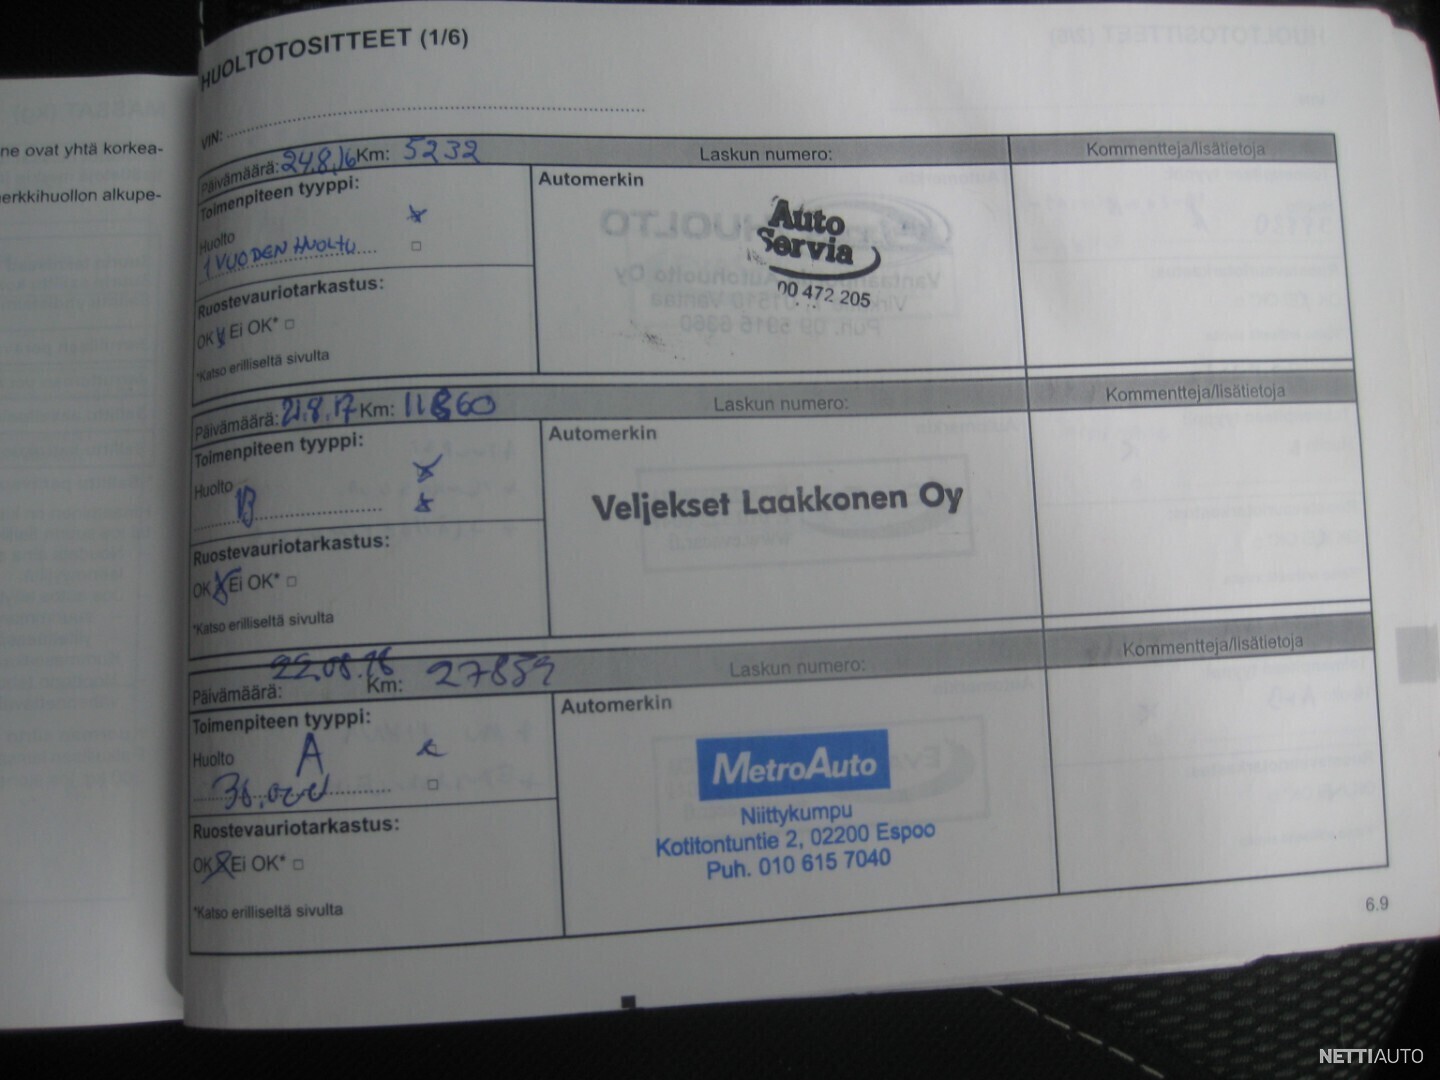 HUOLTOTOSITTEET (1/6)
VIN:
ne ovat yhtä korkea-
erkkihuollon alkupe-
Päivämäärä: 24.8.16 Km: 5232 Laskun numero: Kommentteja/lisätietoja
Toimenpiteen tyyppi:
Automerkin
Huolto
1 VUODEN HUOLTO
Auto
Servia
00 472 205
Ruostevauriotarkastus:
OK Ei OK* □
*Katso erilliseltä sivulta
Päivämäärä: 21.8.17 Km: 11860 Laskun numero: Kommentteja/lisätietoja
Toimenpiteen tyyppi:
Automerkin
Huolto
B
Veljekset Laakkonen Oy
Ruostevauriotarkastus:
OK Ei OK* □
*Katso erilliseltä sivulta
Päivämäärä: 22.08.18 Km: 27859 Laskun numero: Kommentteja/lisätietoja
Toimenpiteen tyyppi:
Automerkin
Huolto A
MetroAuto
Niittykumpu
Kotitontuntie 2, 02200 Espoo
Puh. 010 615 7040
Ruostevauriotarkastus:
OK Ei OK* □
*Katso erilliseltä sivulta
6.9
NETTIAUTO